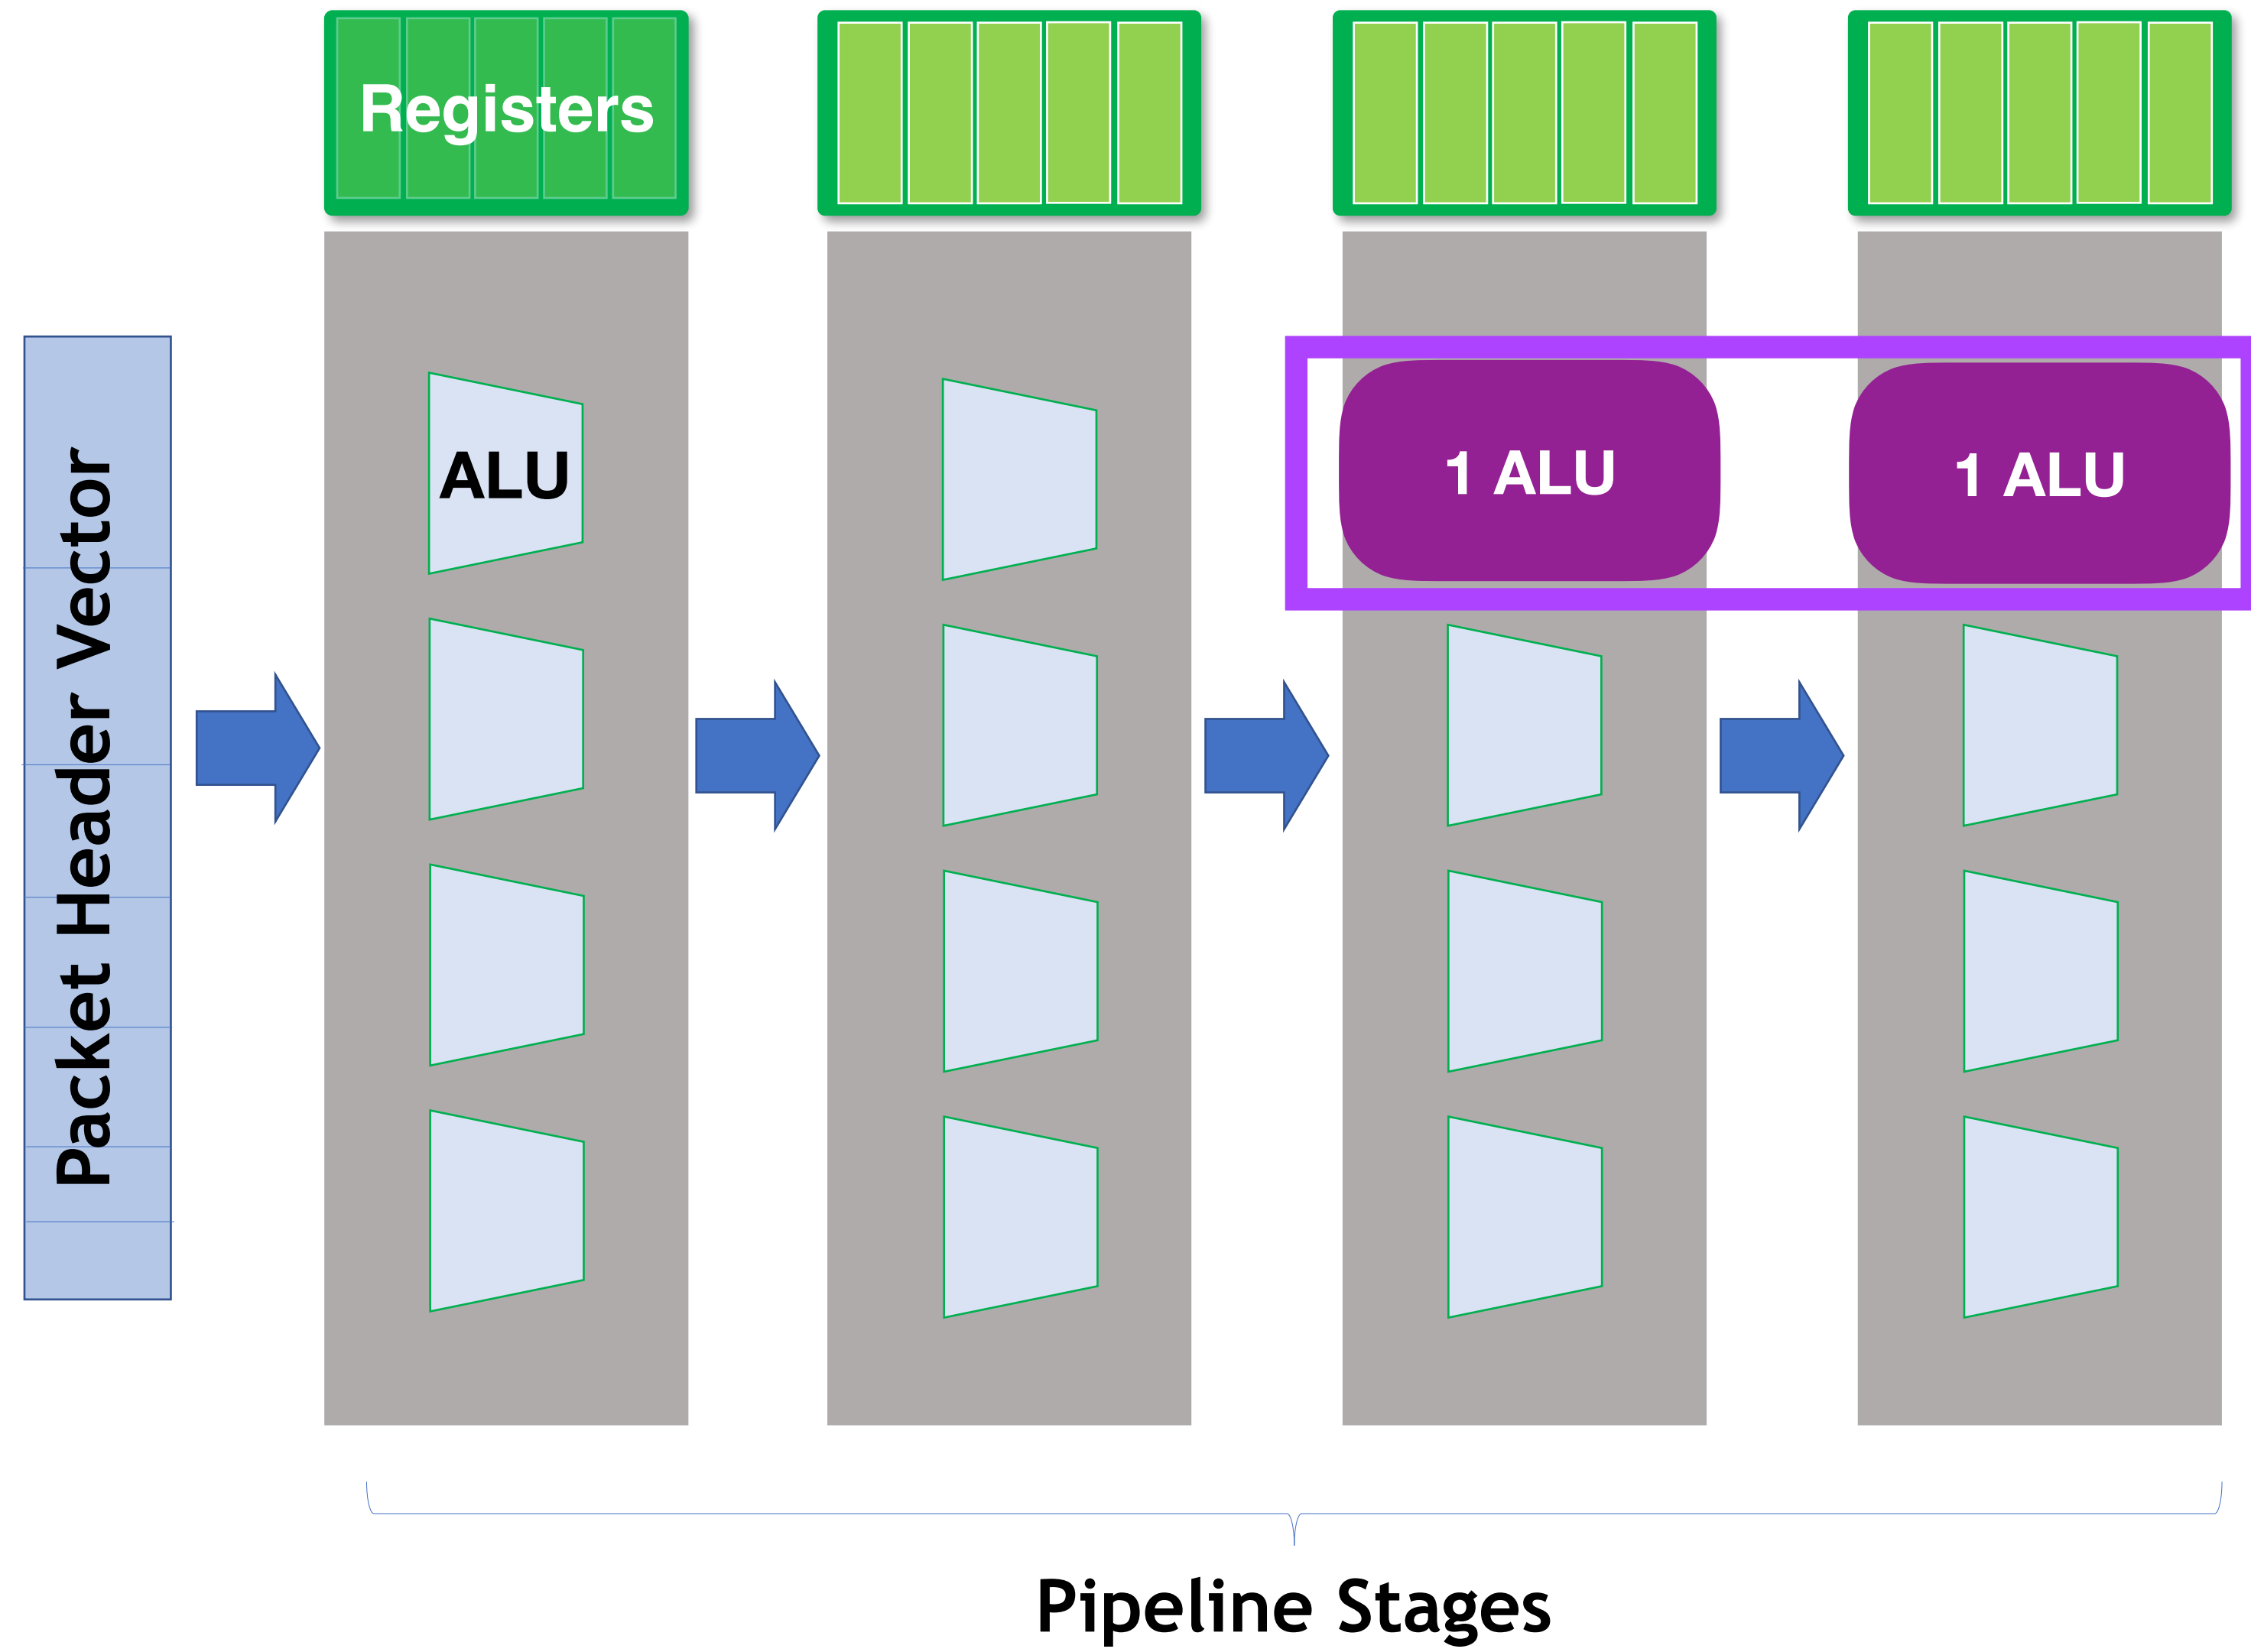 Registers
Packet Header Vector
ALU
1 ALU
1 ALU
Pipeline Stages